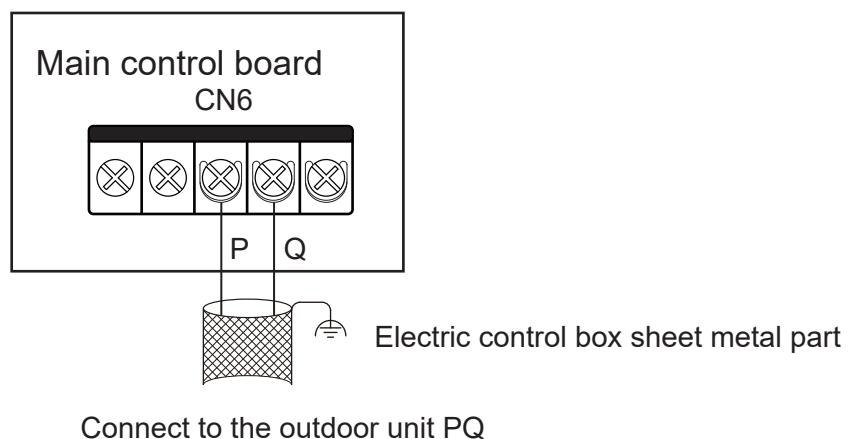 Main control board
CN6
P Q
Electric control box sheet metal part
Connect to the outdoor unit PQ